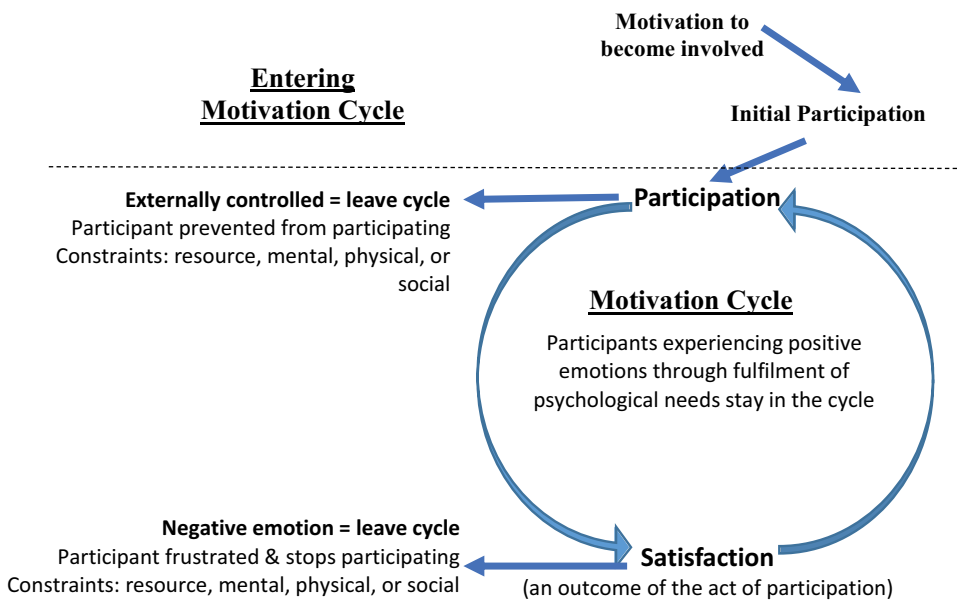 Motivation to
become involved
Entering
Motivation Cycle
Initial Participation
Externally controlled = leave cycle
Participant prevented from participating
Constraints: resource, mental, physical, or
social
Participation
Motivation Cycle
Participants experiencing positive
emotions through fulfilment of
psychological needs stay in the cycle
Negative emotion = leave cycle
Participant frustrated & stops participating
Constraints: resource, mental, physical, or social
Satisfaction
(an outcome of the act of participation)